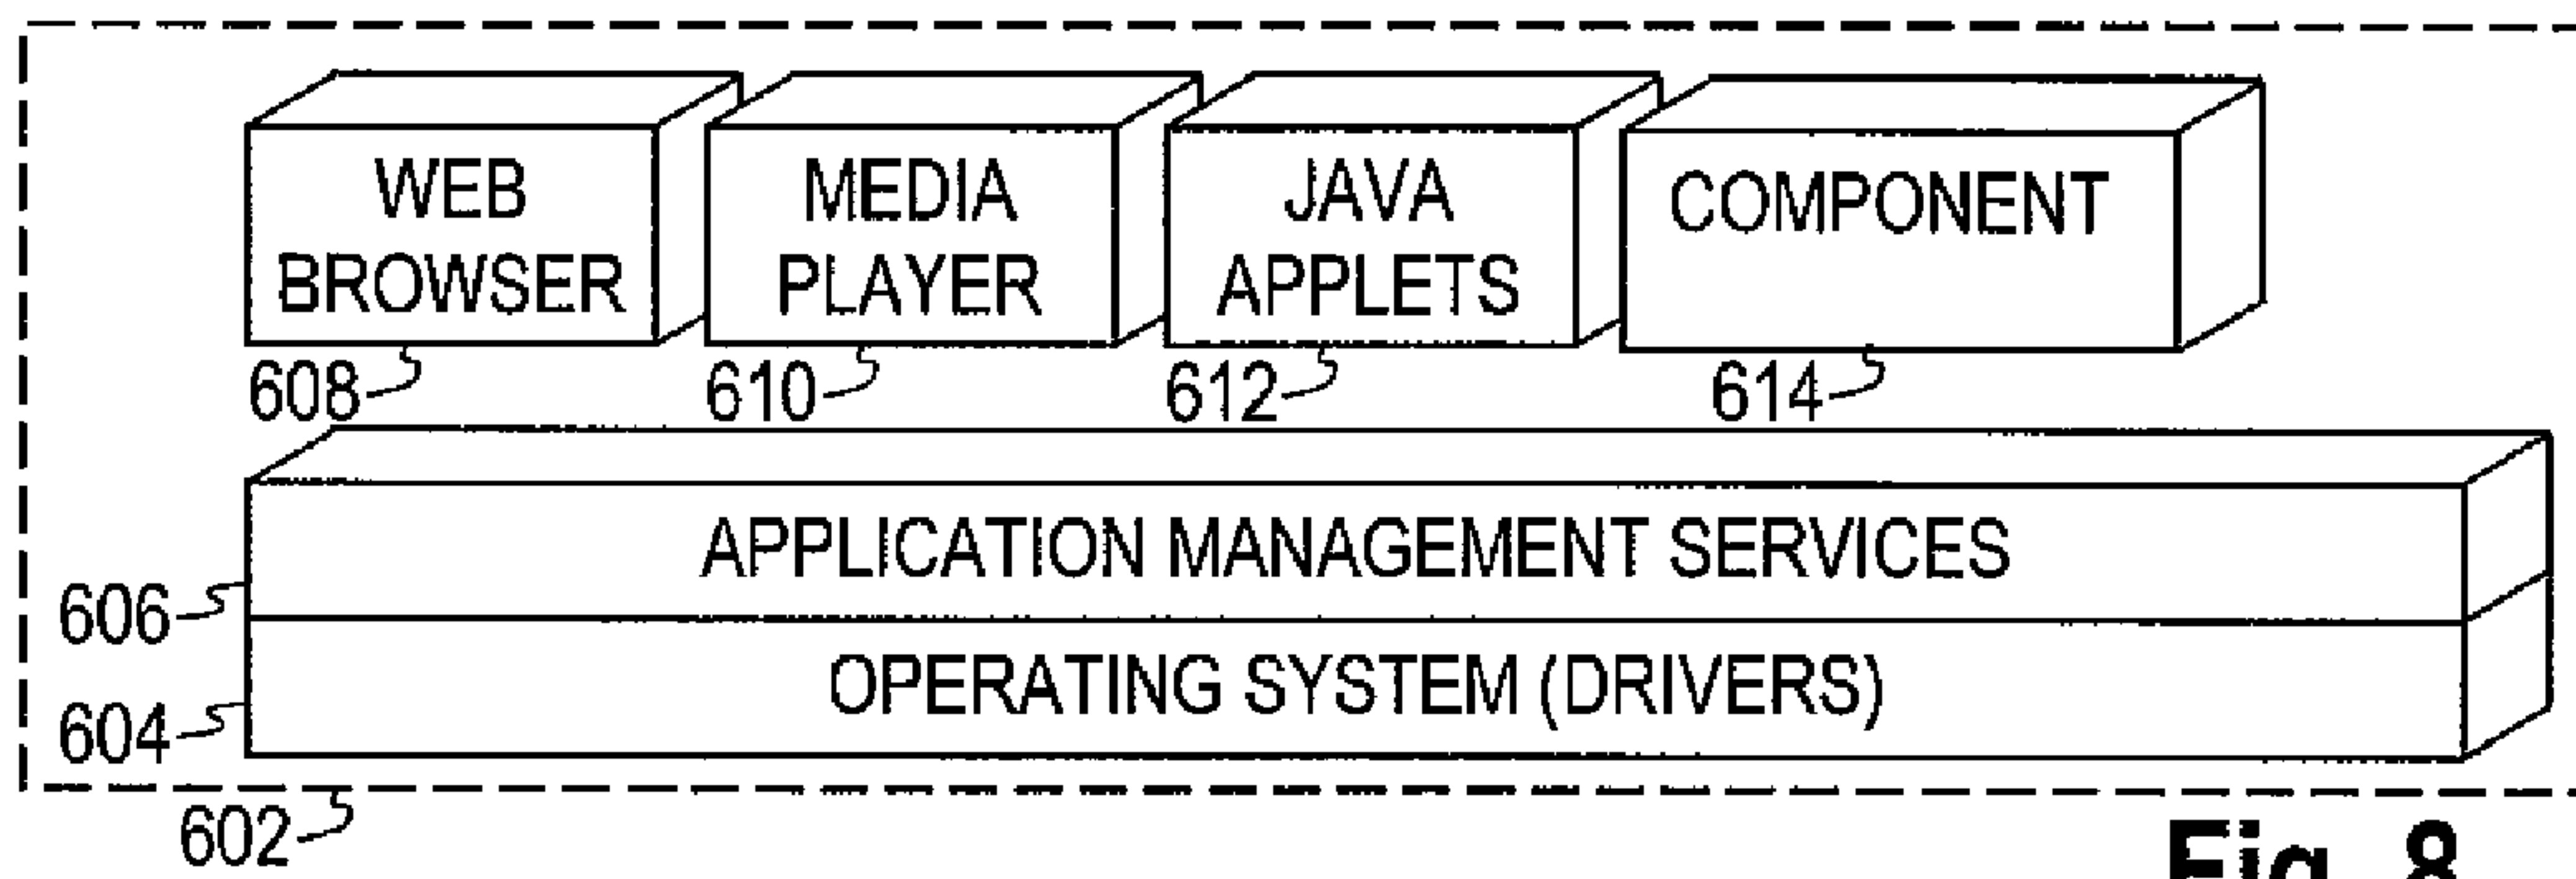 WEB
BROWSER
MEDIA
PLAYER
JAVA
APPLETS
COMPONENT
608
610
612
614
APPLICATION MANAGEMENT SERVICES
606
OPERATING SYSTEM (DRIVERS)
604
602
Fig. 8